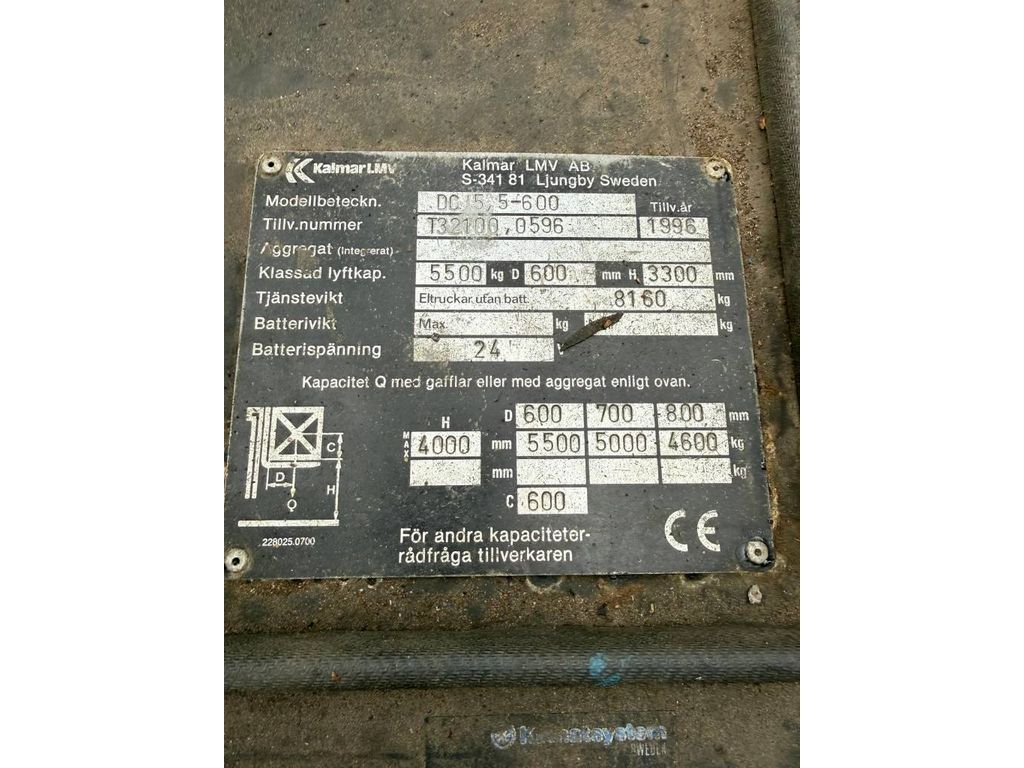 KalmarLMV
Kalmar LMV AB
S-341 81 Ljungby Sweden
Modellbeteckn. DC 5,5-600
Tillv.nummer T32100,0596 Tillv.år 1996
Aggregat (Integrerat)
Klassad lyftkap. 5500 kg D 600 mm H 3300 mm
Tjänstevikt Eltruckar utan batt. 8160 kg
Batterivikt Max. kg kg
Batterispänning 24
Kapacitet Q med gafflar eller med aggregat enligt ovan.
H D 600 700 800 mm
MAX 4000 mm 5500 5000 4600 kg
mm kg
C 600
C
D
H
Q
228025.0700
För andra kapaciteter-
rådfråga tillverkaren
CE
SWEDEN